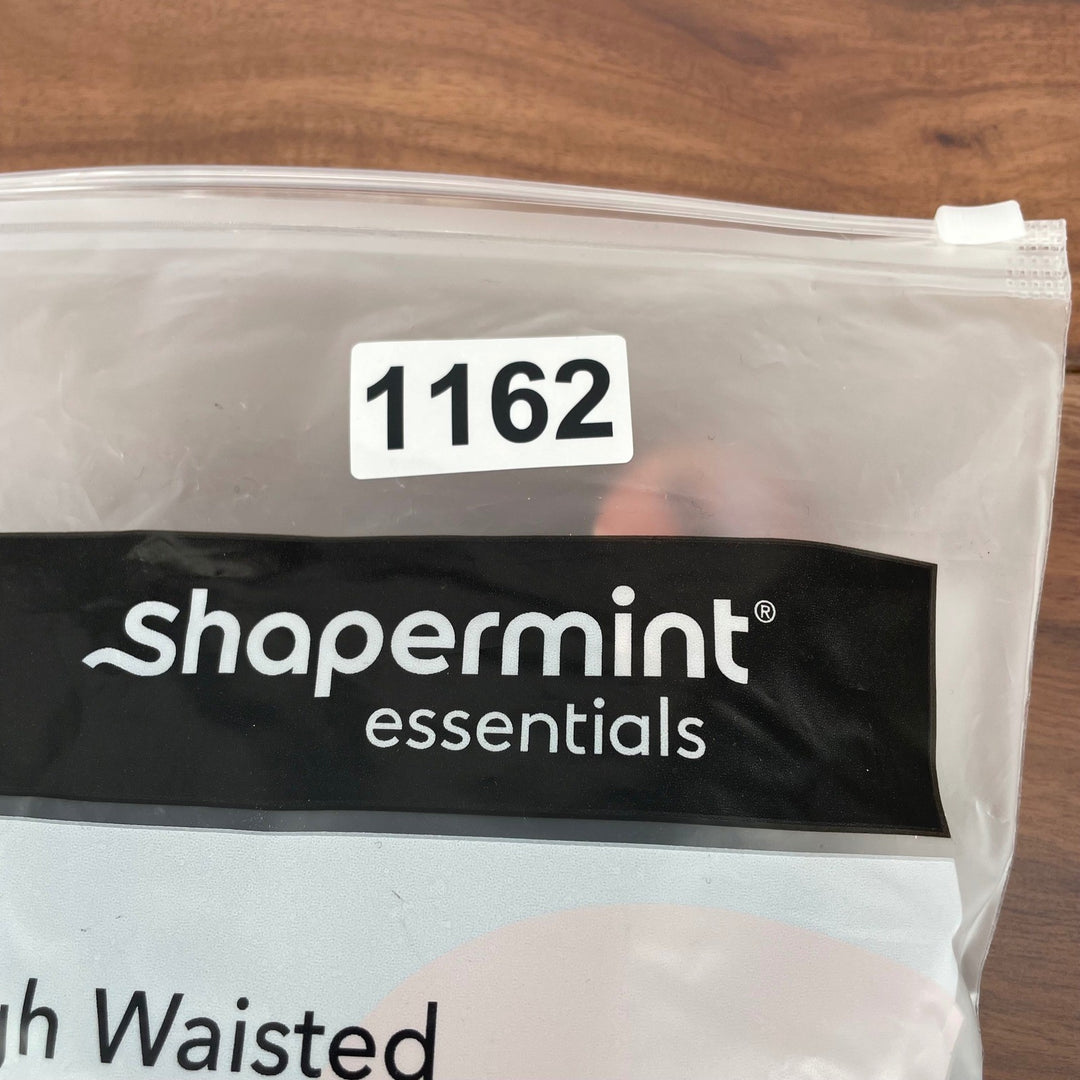 1162
shapermint®
essentials
gh Waisted